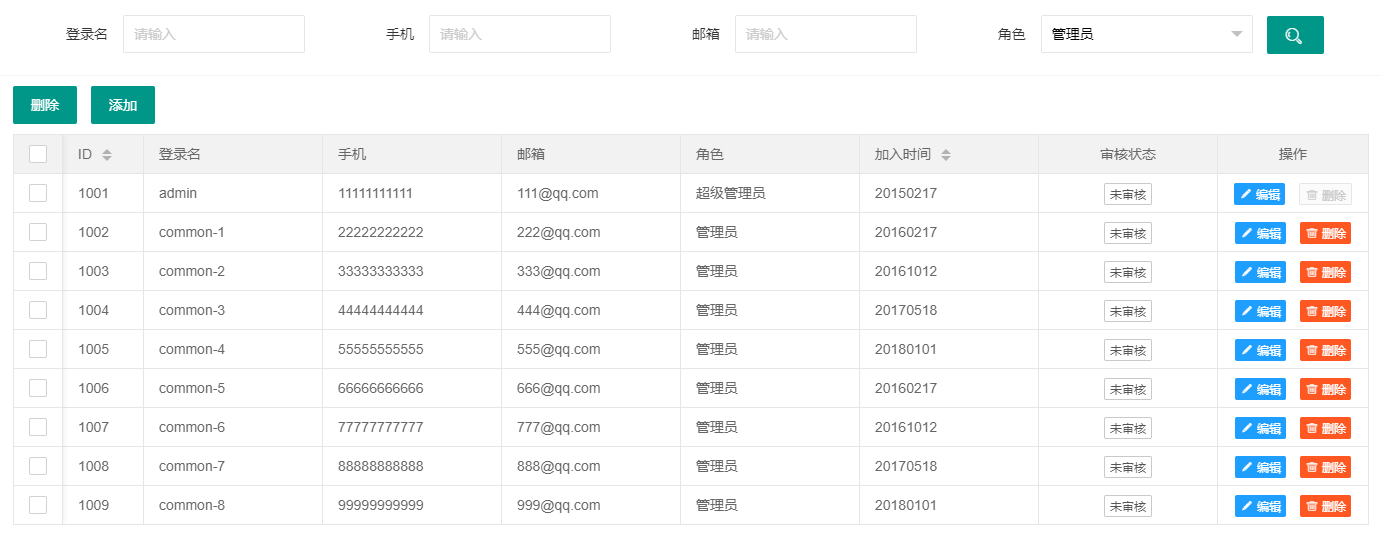 登录名 请输入 手机 请输入 邮箱 请输入 角色 管理员
删除 添加
ID 登录名 手机 邮箱 角色 加入时间 审核状态 操作
1001 admin 11111111111 111@qq.com 超级管理员 20150217 未审核 编辑 删除
1002 common-1 22222222222 222@qq.com 管理员 20160217 未审核 编辑 删除
1003 common-2 33333333333 333@qq.com 管理员 20161012 未审核 编辑 删除
1004 common-3 44444444444 444@qq.com 管理员 20170518 未审核 编辑 删除
1005 common-4 55555555555 555@qq.com 管理员 20180101 未审核 编辑 删除
1006 common-5 66666666666 666@qq.com 管理员 20160217 未审核 编辑 删除
1007 common-6 77777777777 777@qq.com 管理员 20161012 未审核 编辑 删除
1008 common-7 88888888888 888@qq.com 管理员 20170518 未审核 编辑 删除
1009 common-8 99999999999 999@qq.com 管理员 20180101 未审核 编辑 删除